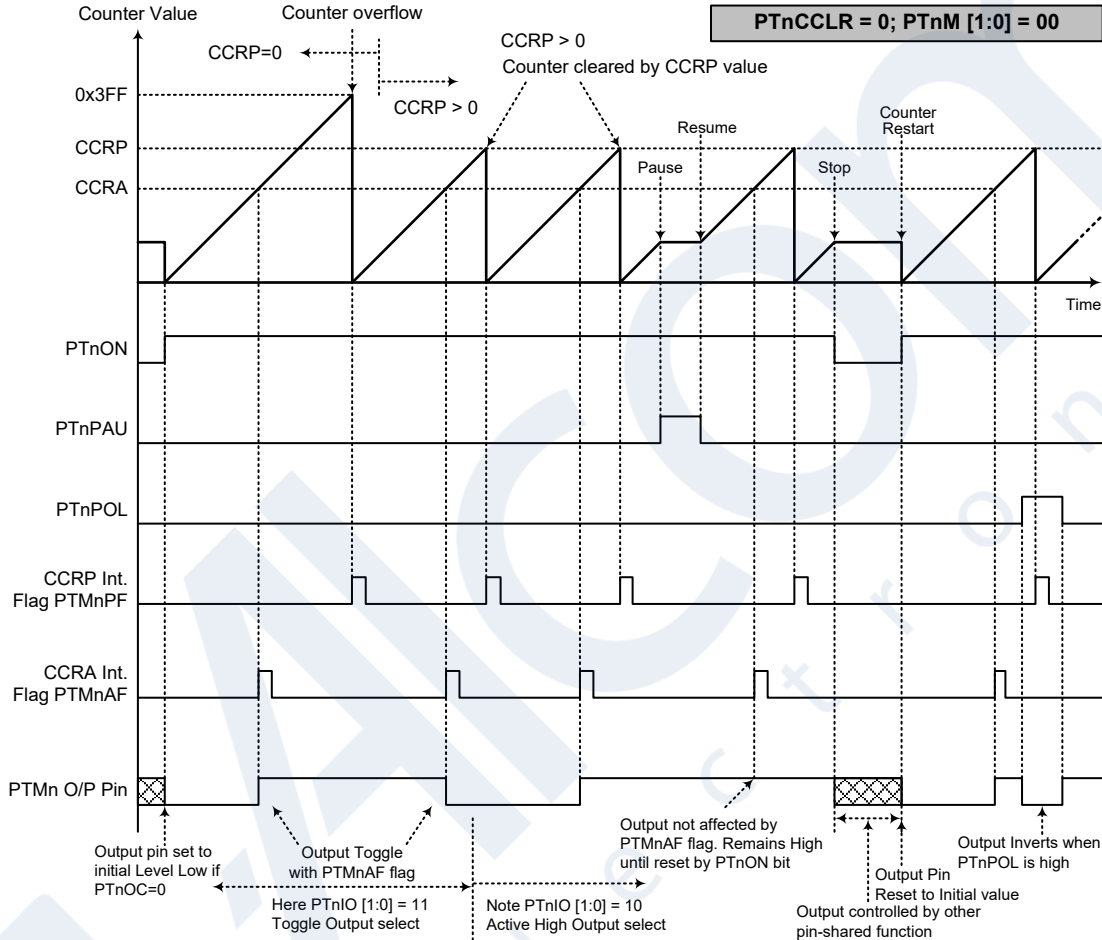 Counter Value
Counter overflow
PTnCCLR = 0; PTnM [1:0] = 00
CCRP=0
CCRP > 0
CCRP > 0
Counter cleared by CCRP value
0x3FF
CCRP
CCRA
Pause
Resume
Stop
Counter
Restart
Time
PTnON
PTnPAU
PTnPOL
CCRP Int.
Flag PTMnPF
CCRA Int.
Flag PTMnAF
PTMn O/P Pin
Output pin set to
initial Level Low if
PTnOC=0
Output Toggle
with PTMnAF flag
Here PTnIO [1:0] = 11
Toggle Output select
Note PTnIO [1:0] = 10
Active High Output select
Output not affected by
PTMnAF flag. Remains High
until reset by PTnON bit
Output Pin
Reset to Initial value
Output controlled by other
pin-shared function
Output Inverts when
PTnPOL is high